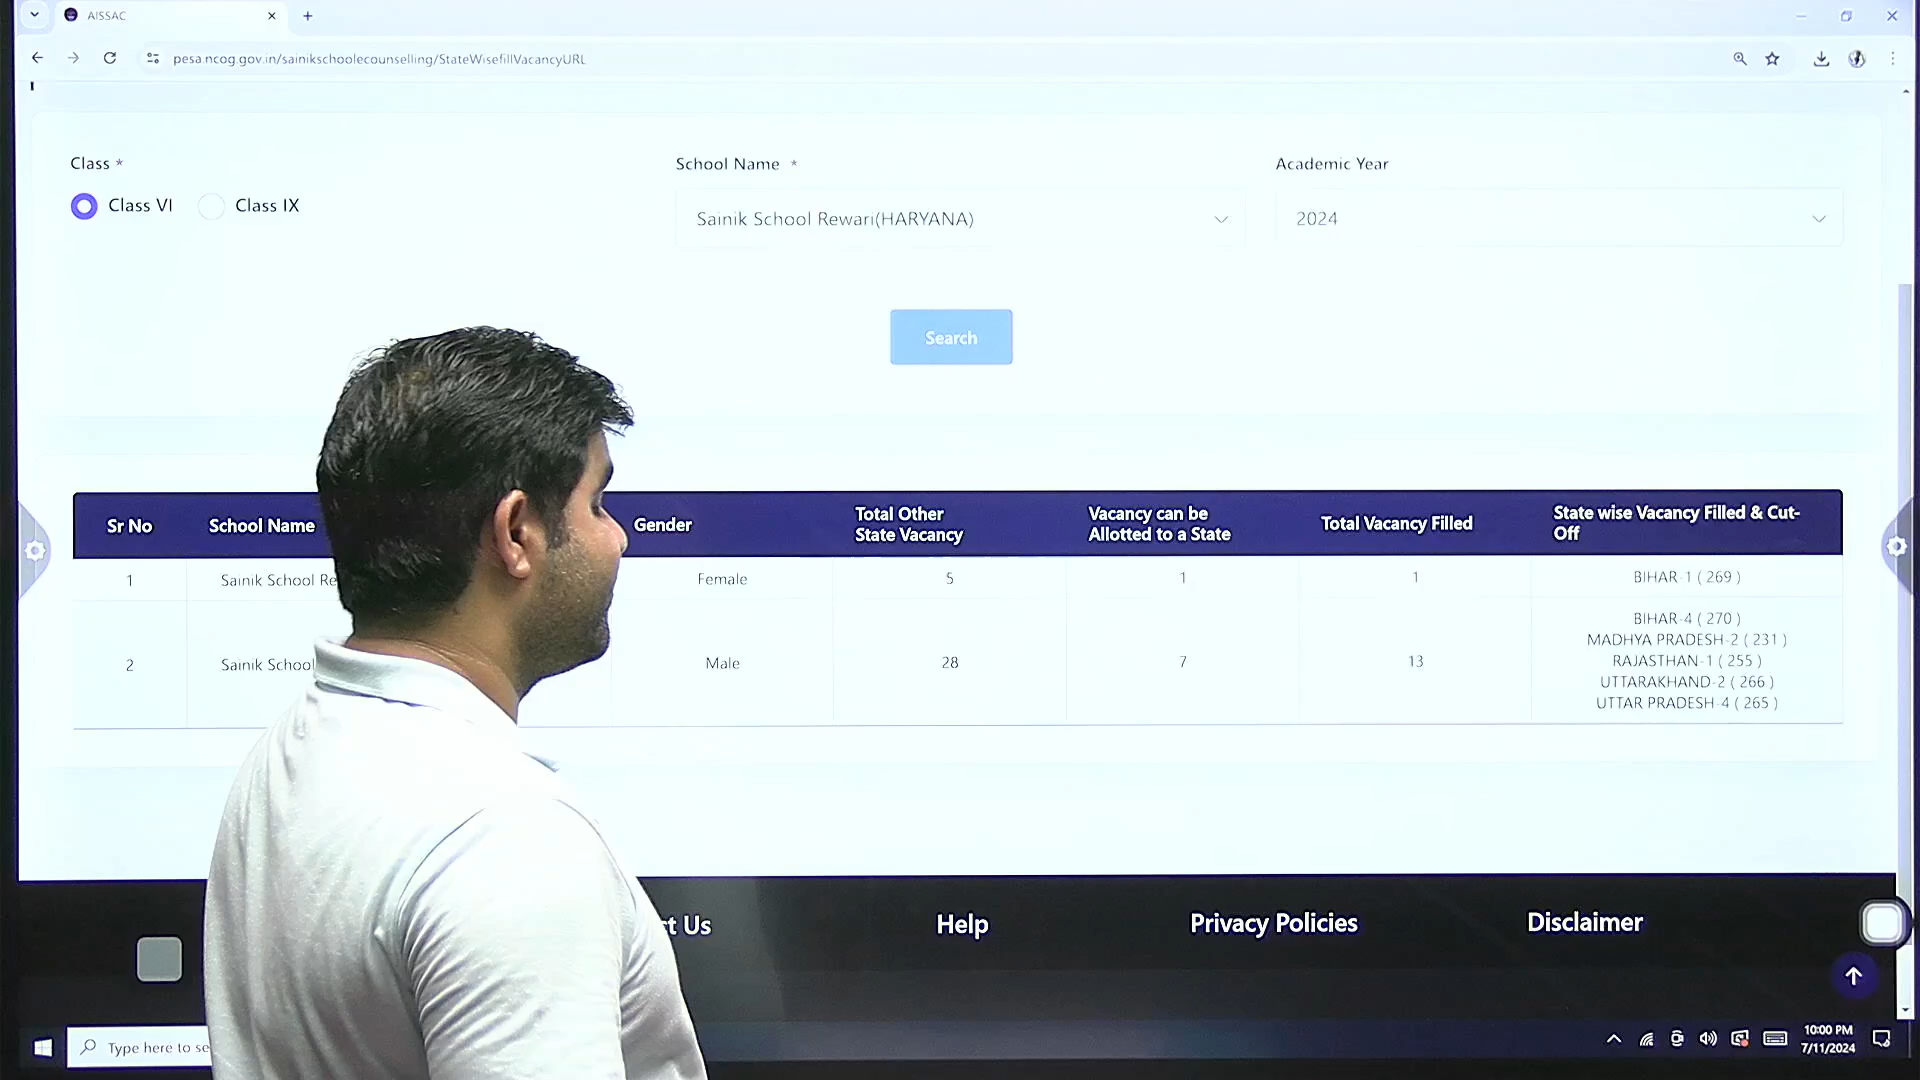 AISSAC
pesa.ncog.gov.in/sainikschoolecounselling/StateWisefillVacancyURL
Class *
School Name *
Academic Year
Class VI
Class IX
Sainik School Rewari(HARYANA)
2024
Search
Sr No
School Name
Gender
Total Other
State Vacancy
Vacancy can be
Allotted to a State
Total Vacancy Filled
State wise Vacancy Filled & Cut-
Off
1
Sainik School Re
Female
5
1
1
BIHAR-1 ( 269 )
2
Sainik School
Male
28
7
13
BIHAR-4 ( 270 )
MADHYA PRADESH-2 ( 231 )
RAJASTHAN-1 ( 255 )
UTTARAKHAND-2 ( 266 )
UTTAR PRADESH-4 ( 265 )
ct Us
Help
Privacy Policies
Disclaimer
Type here to se
10:00 PM
7/11/2024